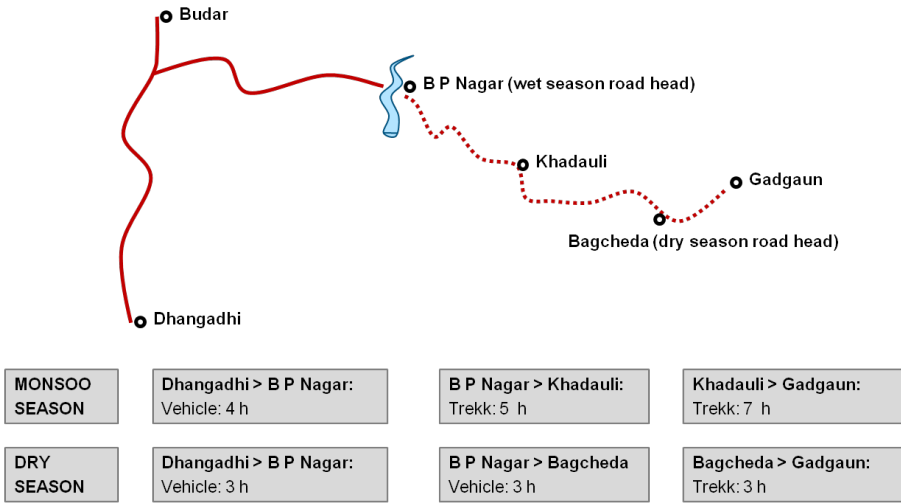 Budar
B P Nagar (wet season road head)
Khadauli
Gadgaun
Bagcheda (dry season road head)
Dhangadhi
MONSOO
SEASON
Dhangadhi > B P Nagar:
Vehicle: 4 h
B P Nagar > Khadauli:
Trekk: 5 h
Khadauli > Gadgaun:
Trekk: 7 h
DRY
SEASON
Dhangadhi > B P Nagar:
Vehicle: 3 h
B P Nagar > Bagcheda
Vehicle: 3 h
Bagcheda > Gadgaun:
Trekk: 3 h